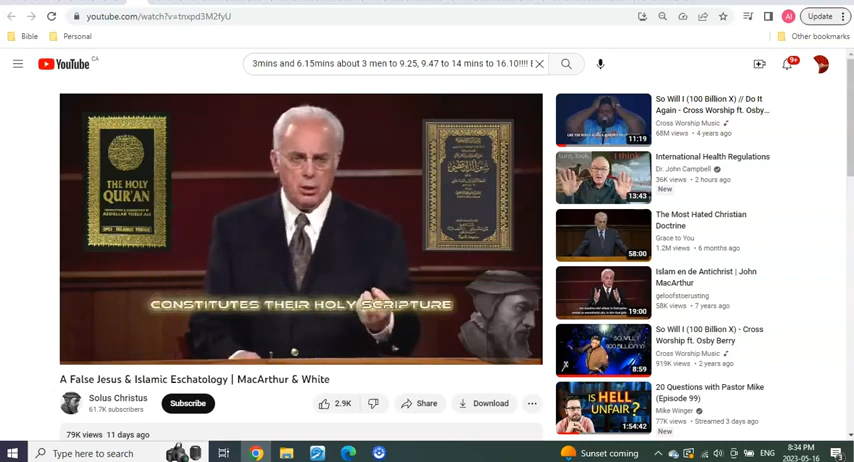 youtube.com/watch?v=tnxpd3M2fyU
Update
Bible
Personal
Other bookmarks
YouTube CA
3mins and 6.15mins about 3 men to 9.25, 9.47 to 14 mins to 16.10!!!! E
9+
THE HOLY
QUR'AN
CONSTITUTES THEIR HOLY SCRIPTURE
A False Jesus & Islamic Eschatology | MacArthur & White
Solus Christus
61.7K subscribers
Subscribe
2.9K
Share
Download
79K views 11 days ago
So Will I (100 Billion X) // Do It
Again - Cross Worship ft. Osby...
Cross Worship Music
68M views • 4 years ago
11:19
turn, look, I think
International Health Regulations
Dr. John Campbell
36K views • 2 hours ago
New
13:43
The Most Hated Christian
Doctrine
Grace to You
1.2M views • 6 months ago
58:00
Islam en de Antichrist | John
MacArthur
geloofstoerusting
58K views • 7 years ago
19:00
So Will I (100 Billion X) - Cross
Worship ft. Osby Berry
Cross Worship Music
919K views • 2 years ago
8:59
IS HELL
UNFAIR?
20 Questions with Pastor Mike
(Episode 99)
Mike Winger
77K views • Streamed 3 days ago
New
1:54:42
Type here to search
Sunset coming
ENG
8:34 PM
2023-05-16
3